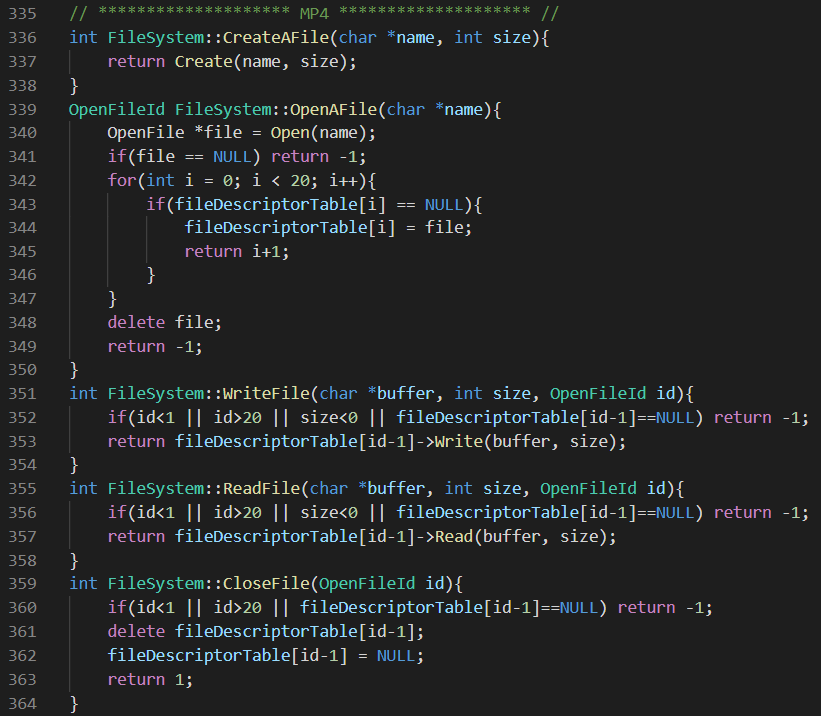 335 // ******************** MP4 ******************** //
336 int FileSystem::CreateAFile(char *name, int size){
337     return Create(name, size);
338 }
339 OpenFileId FileSystem::OpenAFile(char *name){
340     OpenFile *file = Open(name);
341     if(file == NULL) return -1;
342     for(int i = 0; i < 20; i++){
343         if(fileDescriptorTable[i] == NULL){
344             fileDescriptorTable[i] = file;
345             return i+1;
346         }
347     }
348     delete file;
349     return -1;
350 }
351 int FileSystem::WriteFile(char *buffer, int size, OpenFileId id){
352     if(id<1 || id>20 || size<0 || fileDescriptorTable[id-1]==NULL) return -1;
353     return fileDescriptorTable[id-1]->Write(buffer, size);
354 }
355 int FileSystem::ReadFile(char *buffer, int size, OpenFileId id){
356     if(id<1 || id>20 || size<0 || fileDescriptorTable[id-1]==NULL) return -1;
357     return fileDescriptorTable[id-1]->Read(buffer, size);
358 }
359 int FileSystem::CloseFile(OpenFileId id){
360     if(id<1 || id>20 || fileDescriptorTable[id-1]==NULL) return -1;
361     delete fileDescriptorTable[id-1];
362     fileDescriptorTable[id-1] = NULL;
363     return 1;
364 }